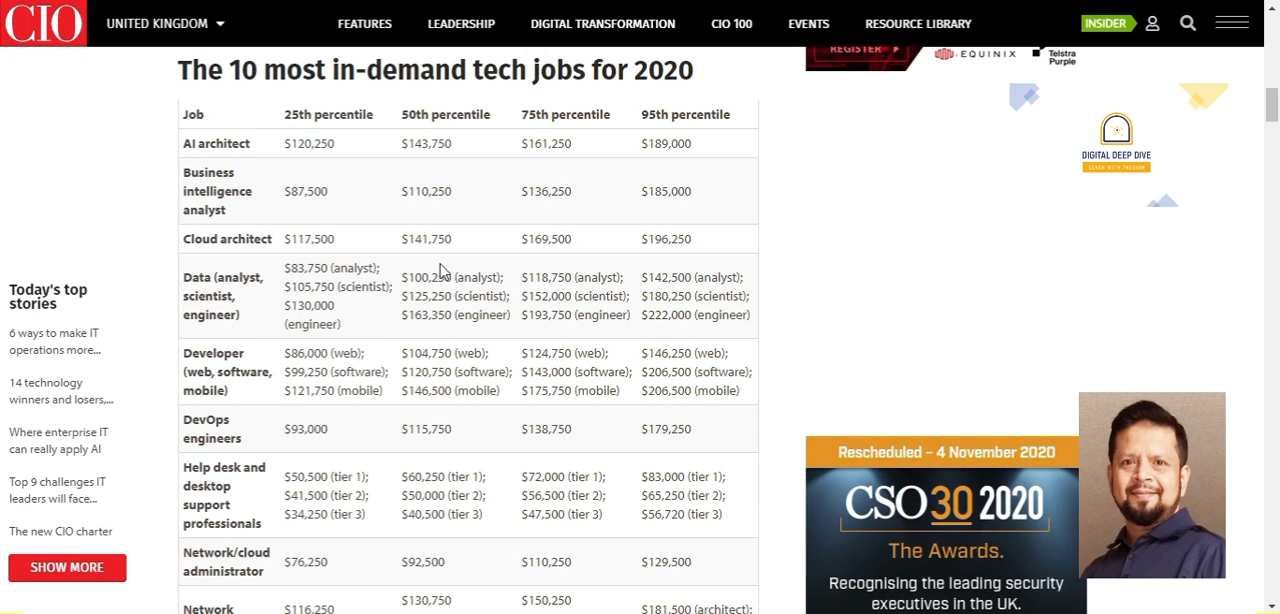 CIO
UNITED KINGDOM
FEATURES
LEADERSHIP
DIGITAL TRANSFORMATION
CIO 100
EVENTS
RESOURCE LIBRARY
INSIDER
REGISTER
EQUINIX
Telstra
Purple
The 10 most in-demand tech jobs for 2020
Job 25th percentile 50th percentile 75th percentile 95th percentile
AI architect $120,250 $143,750 $161,250 $189,000
Business
intelligence $87,500 $110,250 $136,250 $185,000
analyst
Cloud architect $117,500 $141,750 $169,500 $196,250
$83,750 (analyst);
Data (analyst, $100,250 (analyst); $118,750 (analyst); $142,500 (analyst);
$105,750 (scientist);
scientist, $125,250 (scientist); $152,000 (scientist); $180,250 (scientist);
$130,000
engineer) $163,350 (engineer) $193,750 (engineer) $222,000 (engineer)
(engineer)
Developer $86,000 (web); $104,750 (web); $124,750 (web); $146,250 (web);
(web, software, $99,250 (software); $120,750 (software); $143,000 (software); $206,500 (software);
mobile) $121,750 (mobile) $146,500 (mobile) $175,750 (mobile) $206,500 (mobile)
DevOps
engineers $93,000 $115,750 $138,750 $179,250
Help desk and
desktop $50,500 (tier 1); $60,250 (tier 1); $72,000 (tier 1); $83,000 (tier 1);
support $41,500 (tier 2); $50,000 (tier 2); $56,500 (tier 2); $65,250 (tier 2);
professionals $34,250 (tier 3) $40,500 (tier 3) $47,500 (tier 3) $56,720 (tier 3)
Network/cloud
administrator $76,250 $92,500 $110,250 $129,500
$130,750 $150,250
Network $116,250 $181,500 (architect);
Today's top
stories
6 ways to make IT
operations more...
14 technology
winners and losers,...
Where enterprise IT
can really apply AI
Top 9 challenges IT
leaders will face...
The new CIO charter
SHOW MORE
DIGITAL DEEP DIVE
LEARN WITH PASSION
Rescheduled – 4 November 2020
CSO30 2020
The Awards.
Recognising the leading security
executives in the UK.